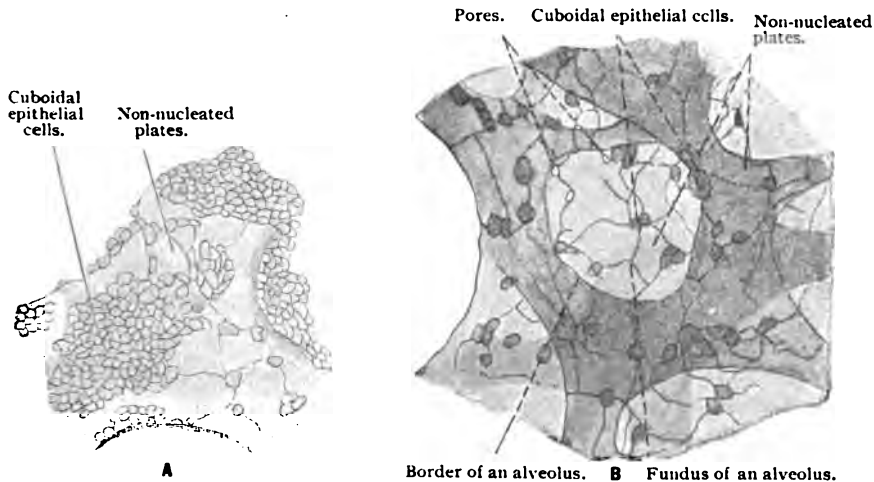 Pores. Cuboidal epithelial cells. Non-nucleated
plates.
Cuboidal
epithelial
cells.
Non-nucleated
plates.
A
Border of an alveolus. B Fundus of an alveolus.